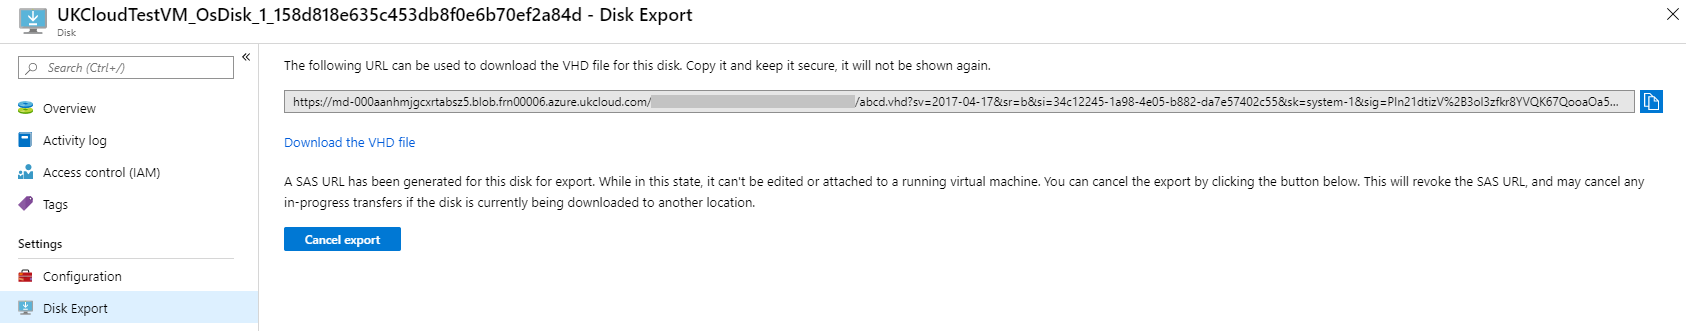 UKCloudTestVM_OsDisk_1_158d818e635c453db8f0e6b70ef2a84d - Disk Export
Disk
Search (Ctrl+/)
«
Overview
Activity log
Access control (IAM)
Tags
Settings
Configuration
Disk Export
The following URL can be used to download the VHD file for this disk. Copy it and keep it secure, it will not be shown again.
https://md-000aanhmjgcxrtabsz5.blob.frn00006.azure.ukcloud.com/ /abcd.vhd?sv=2017-04-17&sr=b&si=34c12245-1a98-4e05-b882-da7e57402c55&sk=system-1&sig=PIn21dtizV%2B3oI3zfkr8YVQK67QooaOa5...
Download the VHD file
A SAS URL has been generated for this disk for export. While in this state, it can't be edited or attached to a running virtual machine. You can cancel the export by clicking the button below. This will revoke the SAS URL, and may cancel any
in-progress transfers if the disk is currently being downloaded to another location.
Cancel export